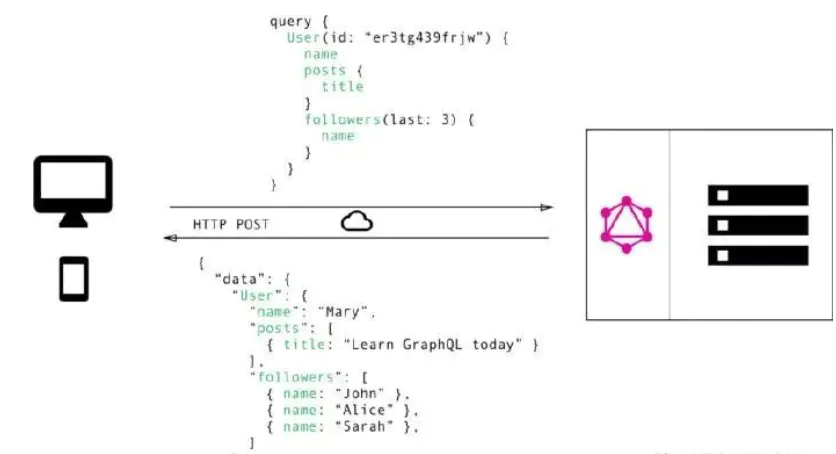 query {
User(id: “er3tg439frjw”) {
name
posts {
title
}
followers(last: 3) {
name
}
}
}
HTTP POST
{
“data”: {
“User”: {
“name”: “Mary”,
“posts”: [
{ title: “Learn GraphQL today” }
],
“followers”: [
{ name: “John” },
{ name: “Alice” },
{ name: “Sarah” },
]